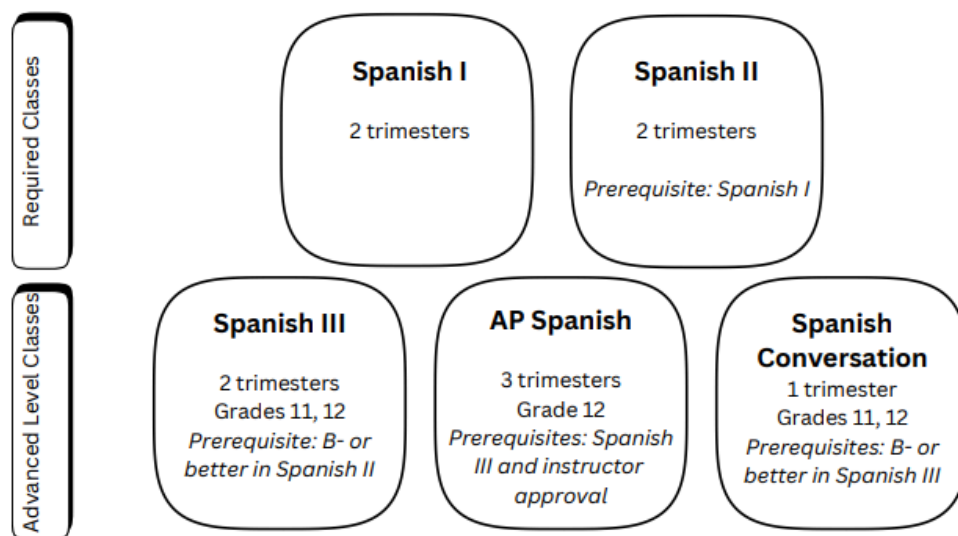 Required Classes
Spanish I
2 trimesters
Spanish II
2 trimesters
Prerequisite: Spanish I
Advanced Level Classes
Spanish III
2 trimesters
Grades 11, 12
Prerequisite: B- or
better in Spanish II
AP Spanish
3 trimesters
Grade 12
Prerequisites: Spanish
III and instructor
approval
Spanish
Conversation
1 trimester
Grades 11, 12
Prerequisites: B- or
better in Spanish III